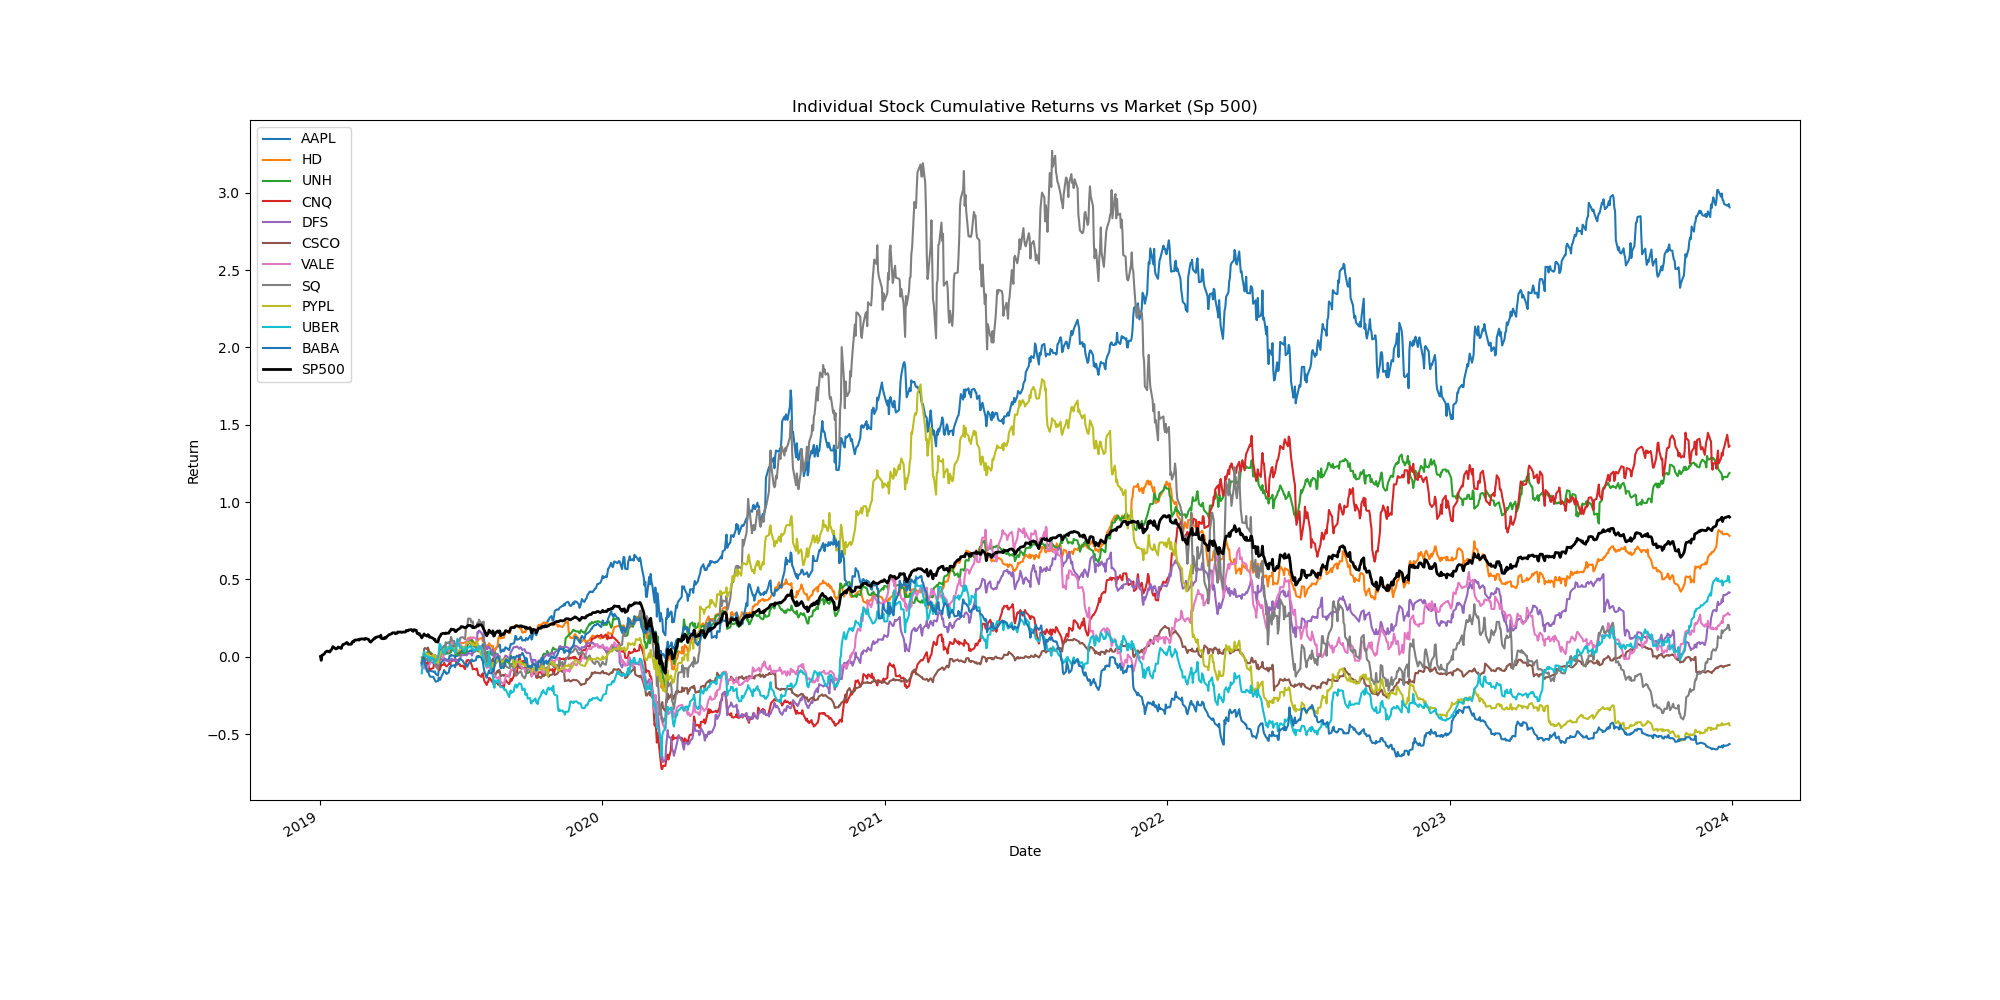 Individual Stock Cumulative Returns vs Market (Sp 500)
AAPL
HD
UNH
CNQ
DFS
CSCO
VALE
SQ
PYPL
UBER
BABA
SP500
Return
3.0
2.5
2.0
1.5
1.0
0.5
0.0
−0.5
2019
2020
2021
2022
2023
2024
Date